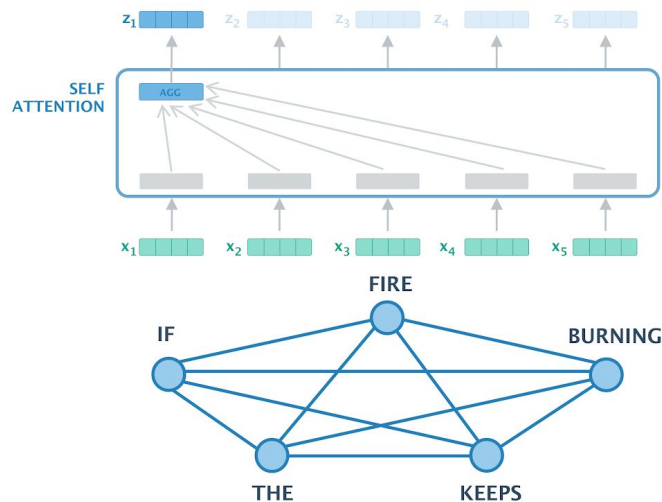 z1 z2 z3 z4 z5
SELF
ATTENTION
AGG
x1 x2 x3 x4 x5
FIRE
IF
BURNING
THE
KEEPS